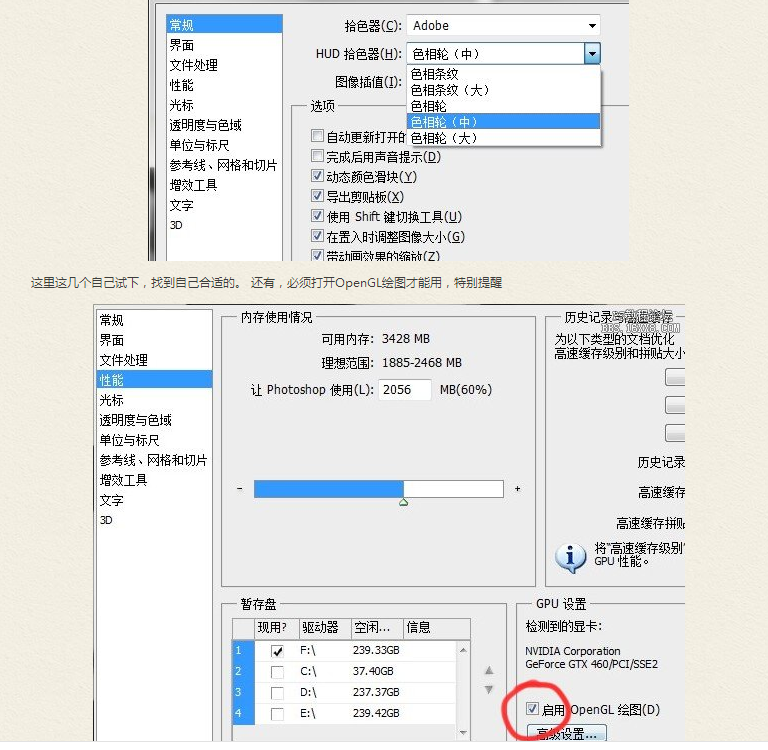 常规
界面
文件处理
性能
光标
透明度与色域
单位与标尺
参考线、网格和切片
增效工具
文字
3D
拾色器(C): Adobe
HUD 拾色器(H): 色相轮（中）
图像插值(I):
色相条纹
色相条纹（大）
色相轮
色相轮（中）
色相轮（大）
选项
自动更新打开的
完成后用声音提示(D)
动态颜色滑块(Y)
导出剪贴板(X)
使用 Shift 键切换工具(U)
在置入时调整图像大小(G)
带动画效果的缩放(Z)
这里这几个自己试下，找到自己合适的。 还有，必须打开OpenGL绘图才能用，特别提醒
常规
界面
文件处理
性能
光标
透明度与色域
单位与标尺
参考线、网格和切片
增效工具
文字
3D
内存使用情况
可用内存: 3428 MB
理想范围: 1885-2468 MB
让 Photoshop 使用(L): 2056 MB(60%)
- +
历史记录与高速缓存
BBS.16XX8.COM
为以下类型的文档优化
高速缓存级别和拼贴大小
历史记录
高速缓存
高速缓存拼贴
将“高速缓存级别”
GPU 性能。
暂存盘
现用? 驱动器 空闲... 信息
1 F:\ 239.33GB
2 C:\ 37.40GB
3 D:\ 237.37GB
4 E:\ 239.42GB
GPU 设置
检测到的显卡:
NVIDIA Corporation
GeForce GTX 460/PCI/SSE2
启用 OpenGL 绘图(D)
高级设置...